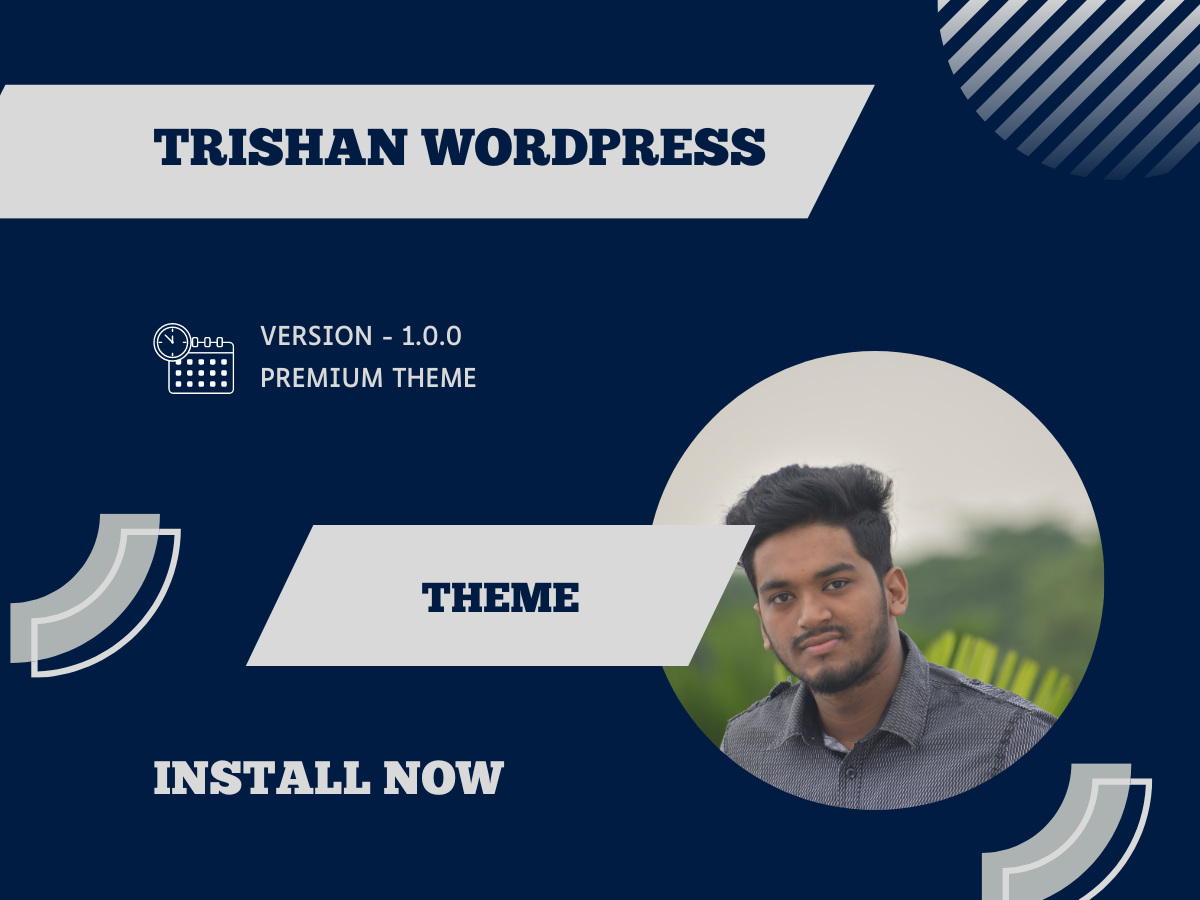 TRISHAN WORDPRESS
VERSION - 1.0.0
PREMIUM THEME
THEME
INSTALL NOW